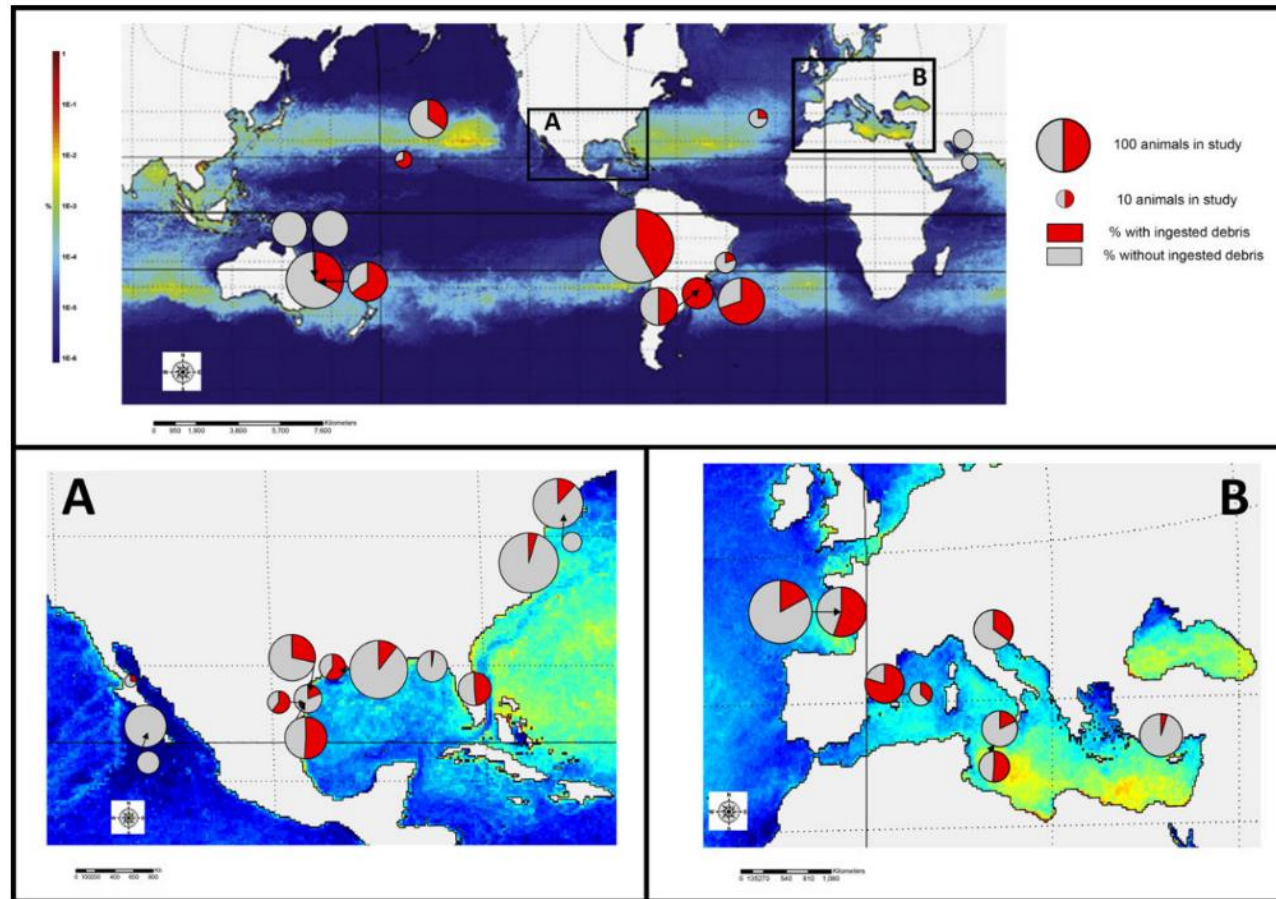 1
1E-1
1E-2
%
1E-3
1E-4
1E-5
1E-6
A
B
100 animals in study
10 animals in study
% with ingested debris
% without ingested debris
N
W E
S
Kilometers
0 950 1,900 3,800 5,700 7,600
A
B